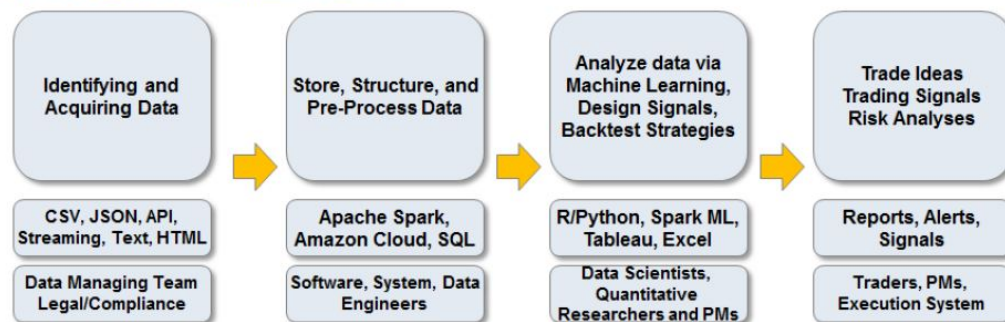 Identifying and
Acquiring Data
Store, Structure, and
Pre-Process Data
Analyze data via
Machine Learning,
Design Signals,
Backtest Strategies
Trade Ideas
Trading Signals
Risk Analyses
CSV, JSON, API,
Streaming, Text, HTML
Apache Spark,
Amazon Cloud, SQL
R/Python, Spark ML,
Tableau, Excel
Reports, Alerts,
Signals
Data Managing Team
Legal/Compliance
Software, System, Data
Engineers
Data Scientists,
Quantitative
Researchers and PMs
Traders, PMs,
Execution System